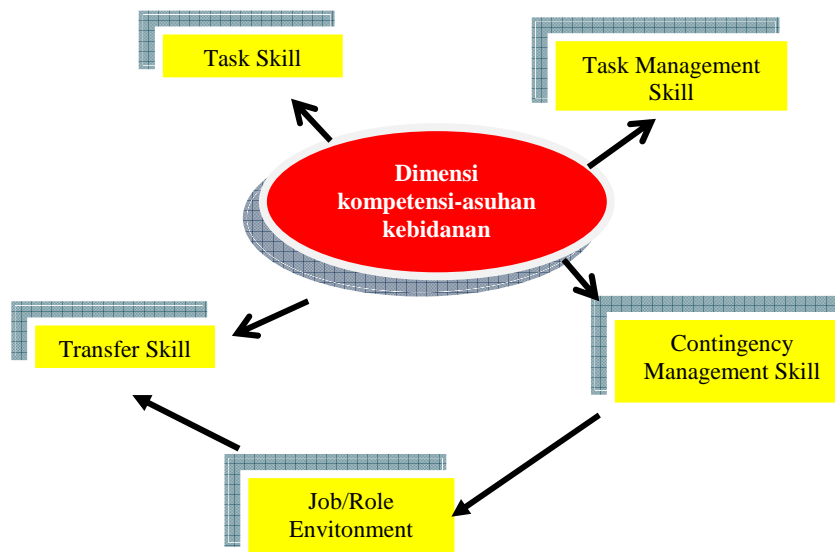 Task Skill
Task Management
Skill
Dimensi
kompetensi-asuhan
kebidanan
Transfer Skill
Contingency
Management Skill
Job/Role
Envitonment